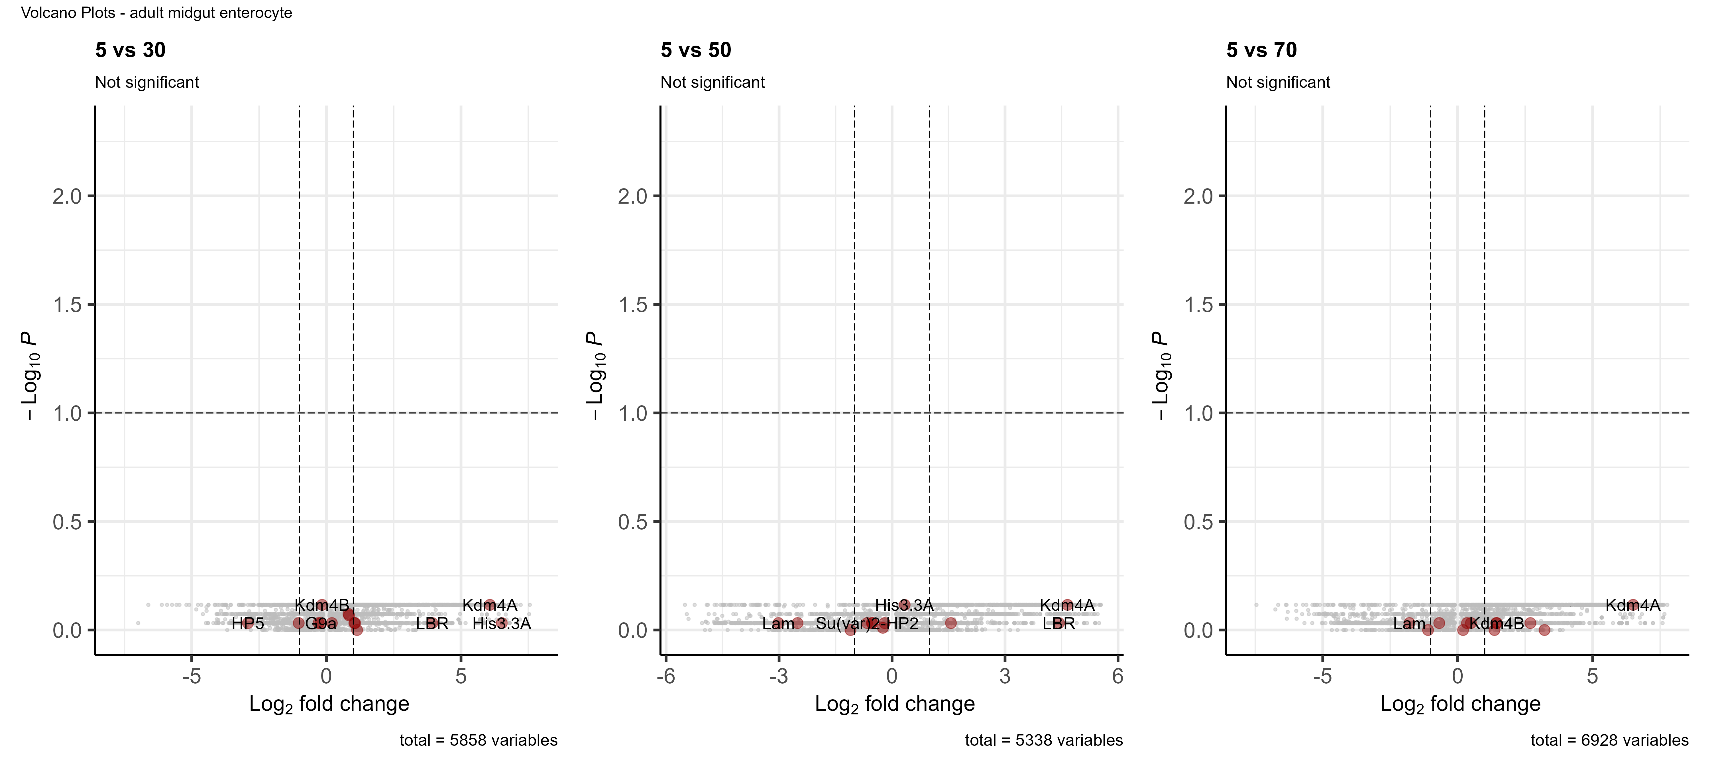 Volcano Plots - adult midgut enterocyte
5 vs 30
Not significant
− Log10 P
2.0
1.5
1.0
0.5
0.0
Kdm4B
Kdm4A
HP5
G9a
LBR
His3.3A
-5
0
5
Log2 fold change
total = 5858 variables
5 vs 50
Not significant
− Log10 P
2.0
1.5
1.0
0.5
0.0
His3.3A
Kdm4A
Lam
Su(var)2-HP2
LBR
-6
-3
0
3
6
Log2 fold change
total = 5338 variables
5 vs 70
Not significant
− Log10 P
2.0
1.5
1.0
0.5
0.0
Kdm4A
Lam
Kdm4B
-5
0
5
Log2 fold change
total = 6928 variables